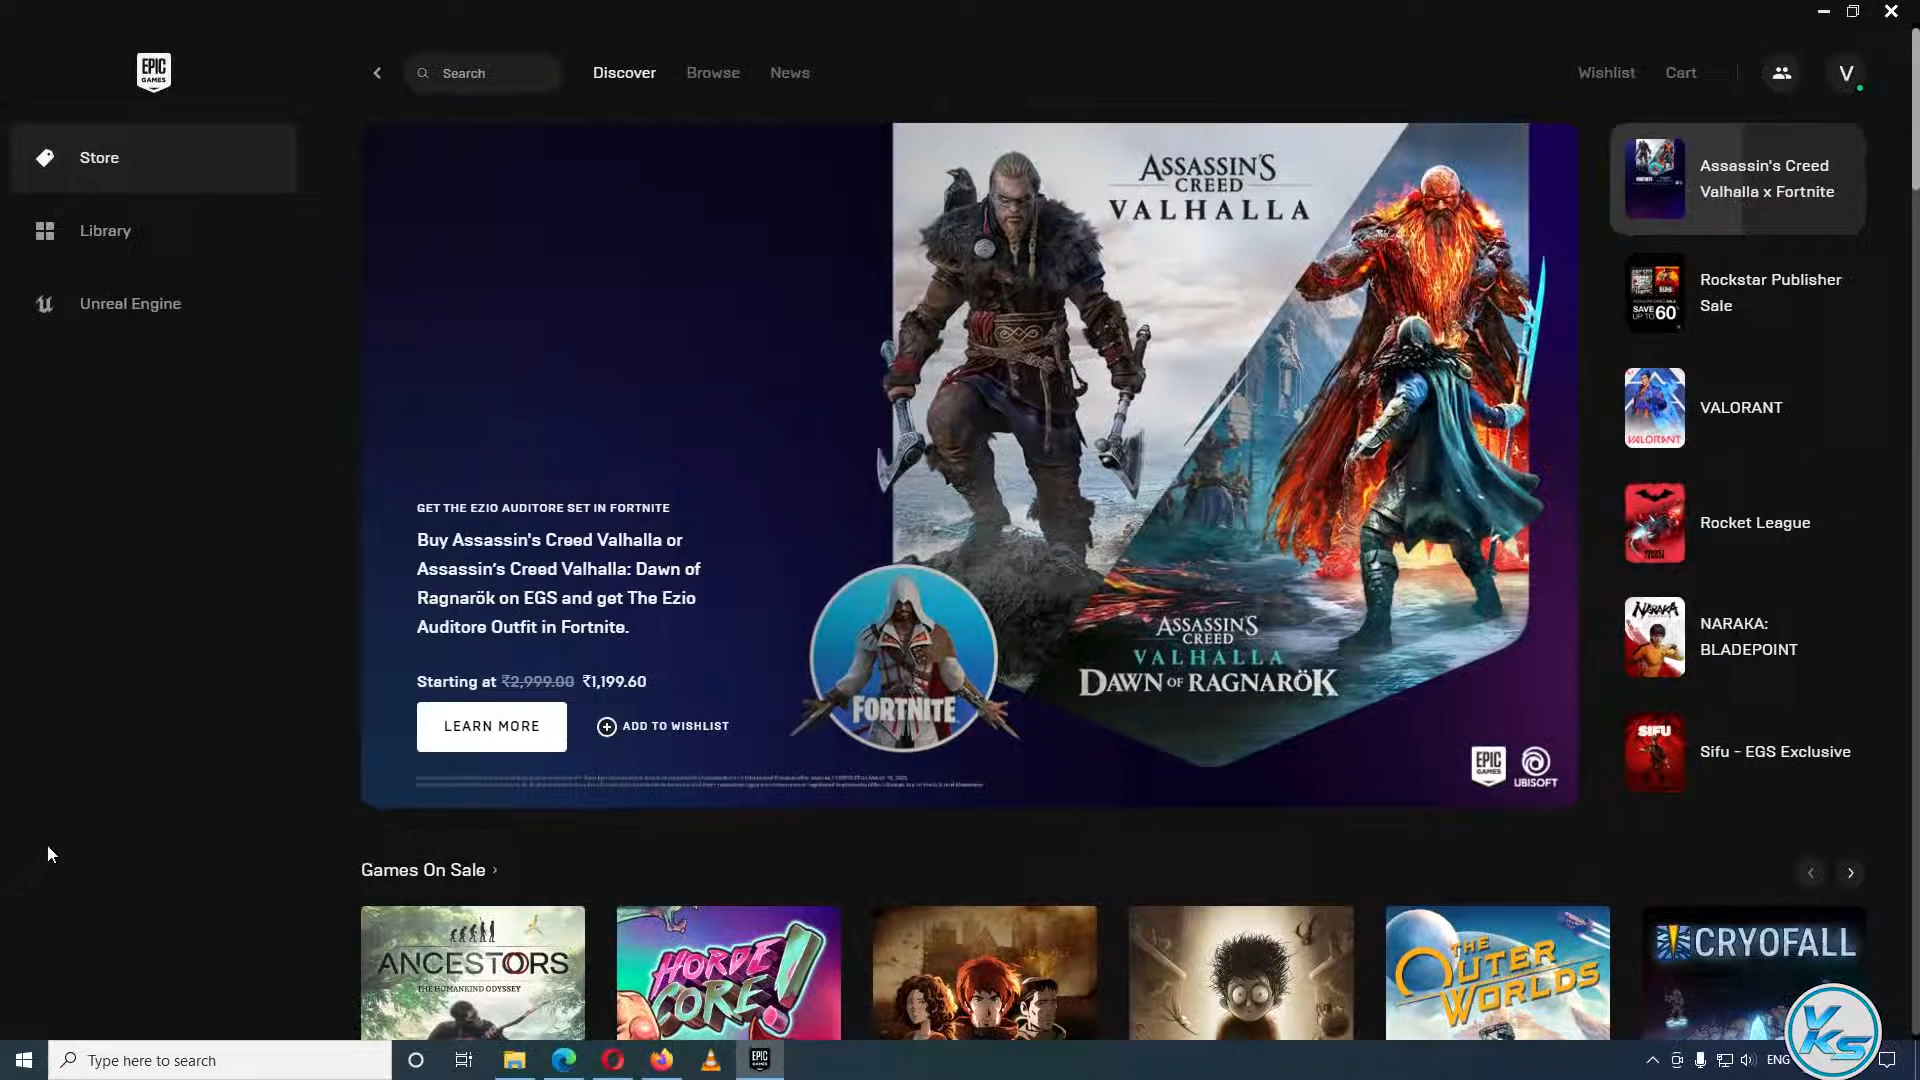 EPIC
GAMES
Search
Discover
Browse
News
Wishlist
Cart
V
Store
Library
Unreal Engine
ASSASSIN'S
CREED
VALHALLA
GET THE EZIO AUDITORE SET IN FORTNITE
Buy Assassin's Creed Valhalla or
Assassin's Creed Valhalla: Dawn of
Ragnarök on EGS and get The Ezio
Auditore Outfit in Fortnite.
Starting at ₹2,999.00 ₹1,199.60
LEARN MORE
ADD TO WISHLIST
FORTNITE
ASSASSIN'S
CREED
VALHALLA
DAWN OF RAGNARÖK
EPIC
GAMES
UBISOFT
Assassin's Creed
Valhalla x Fortnite
SAVE
UP TO 60
Rockstar Publisher
Sale
VALORANT
VALORANT
Rocket League
NARAKA
NARAKA:
BLADEPOINT
SIFU
Sifu - EGS Exclusive
Games On Sale
ANCESTORS
THE HUMANKIND ODYSSEY
HORDE
CORE!
THE
OUTER
WORLDS
CRYOFALL
Type here to search
EPIC
GAMES
ENG
VKS